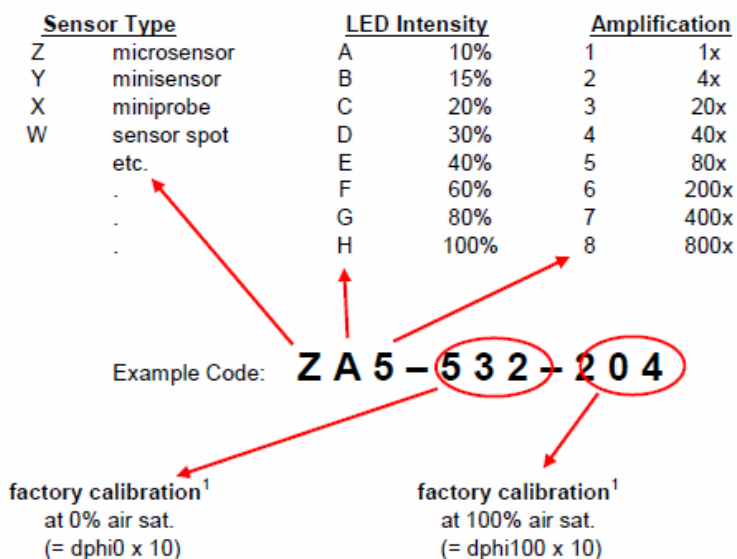 Sensor Type LED Intensity Amplification
Z microsensor A 10% 1 1x
Y minisensor B 15% 2 4x
X miniprobe C 20% 3 20x
W sensor spot D 30% 4 40x
etc. E 40% 5 80x
. F 60% 6 200x
. G 80% 7 400x
. H 100% 8 800x
Example Code: Z A 5 – 5 3 2 – 2 0 4
factory calibration¹ factory calibration¹
at 0% air sat. at 100% air sat.
(= dphi0 x 10) (= dphi100 x 10)